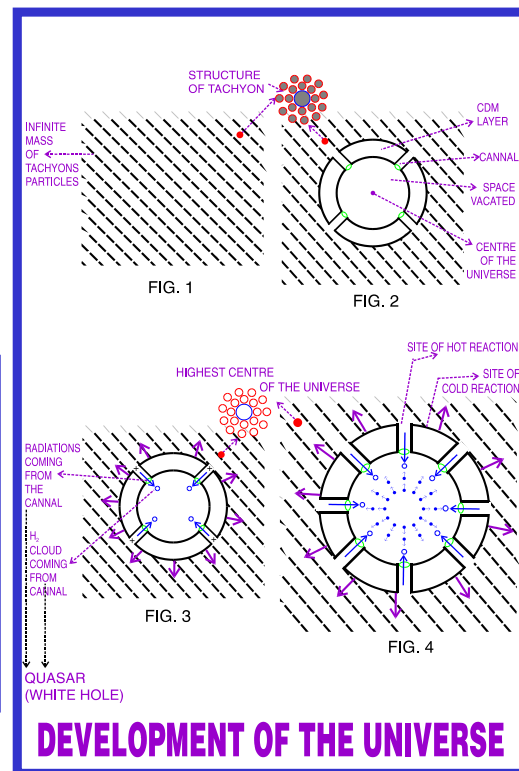 STRUCTURE
OF TACHYON
INFINITE
MASS
OF
TACHYONS
PARTICLES
CDM
LAYER
CANNAL
SPACE
VACATED
CENTRE
OF THE
UNIVERSE
FIG. 1
FIG. 2
SITE OF HOT REACTION
HIGHEST CENTRE
OF THE UNIVERSE
SITE OF
COLD REACTION
RADIATIONS
COMING
FROM
THE
CANNAL
H2
CLOUD
COMING
FROM
CANNAL
FIG. 3
FIG. 4
QUASAR
(WHITE HOLE)
DEVELOPMENT OF THE UNIVERSE